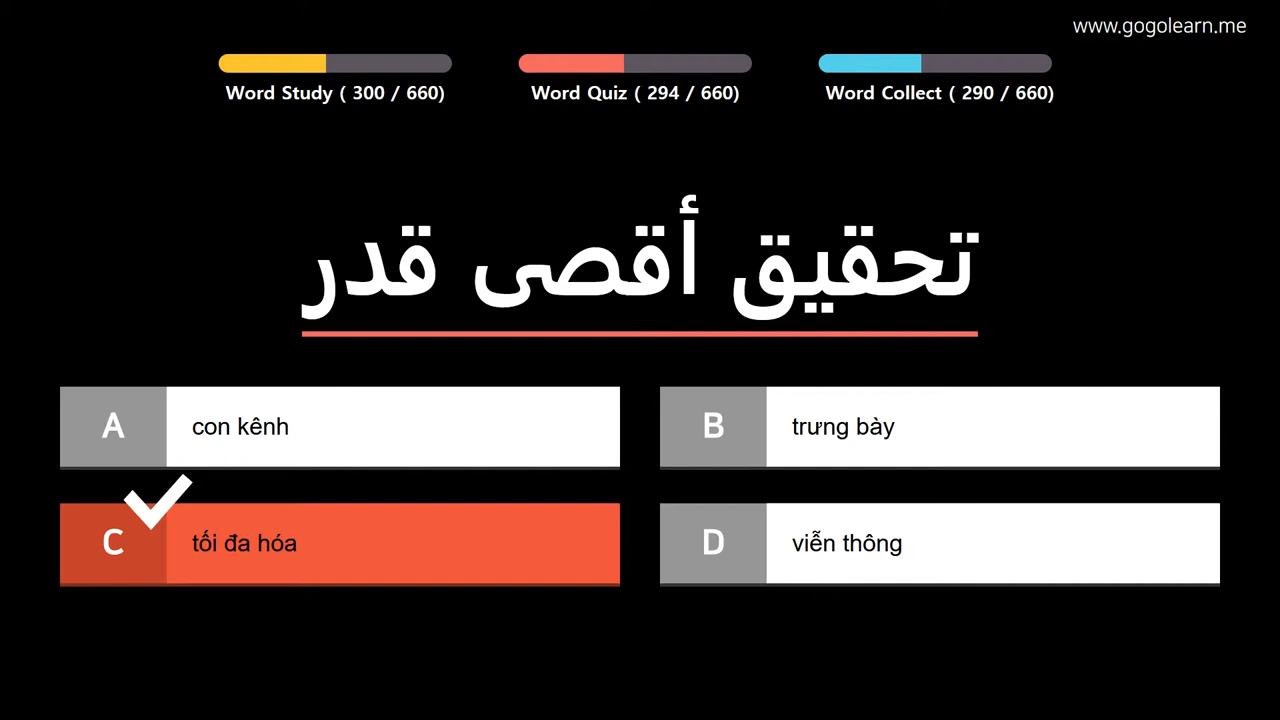 www.gogolearn.me
Word Study ( 300 / 660)
Word Quiz ( 294 / 660)
Word Collect ( 290 / 660)
تحقيق أقصى قدر
A con kênh
B trưng bày
C tối đa hóa
D viễn thông